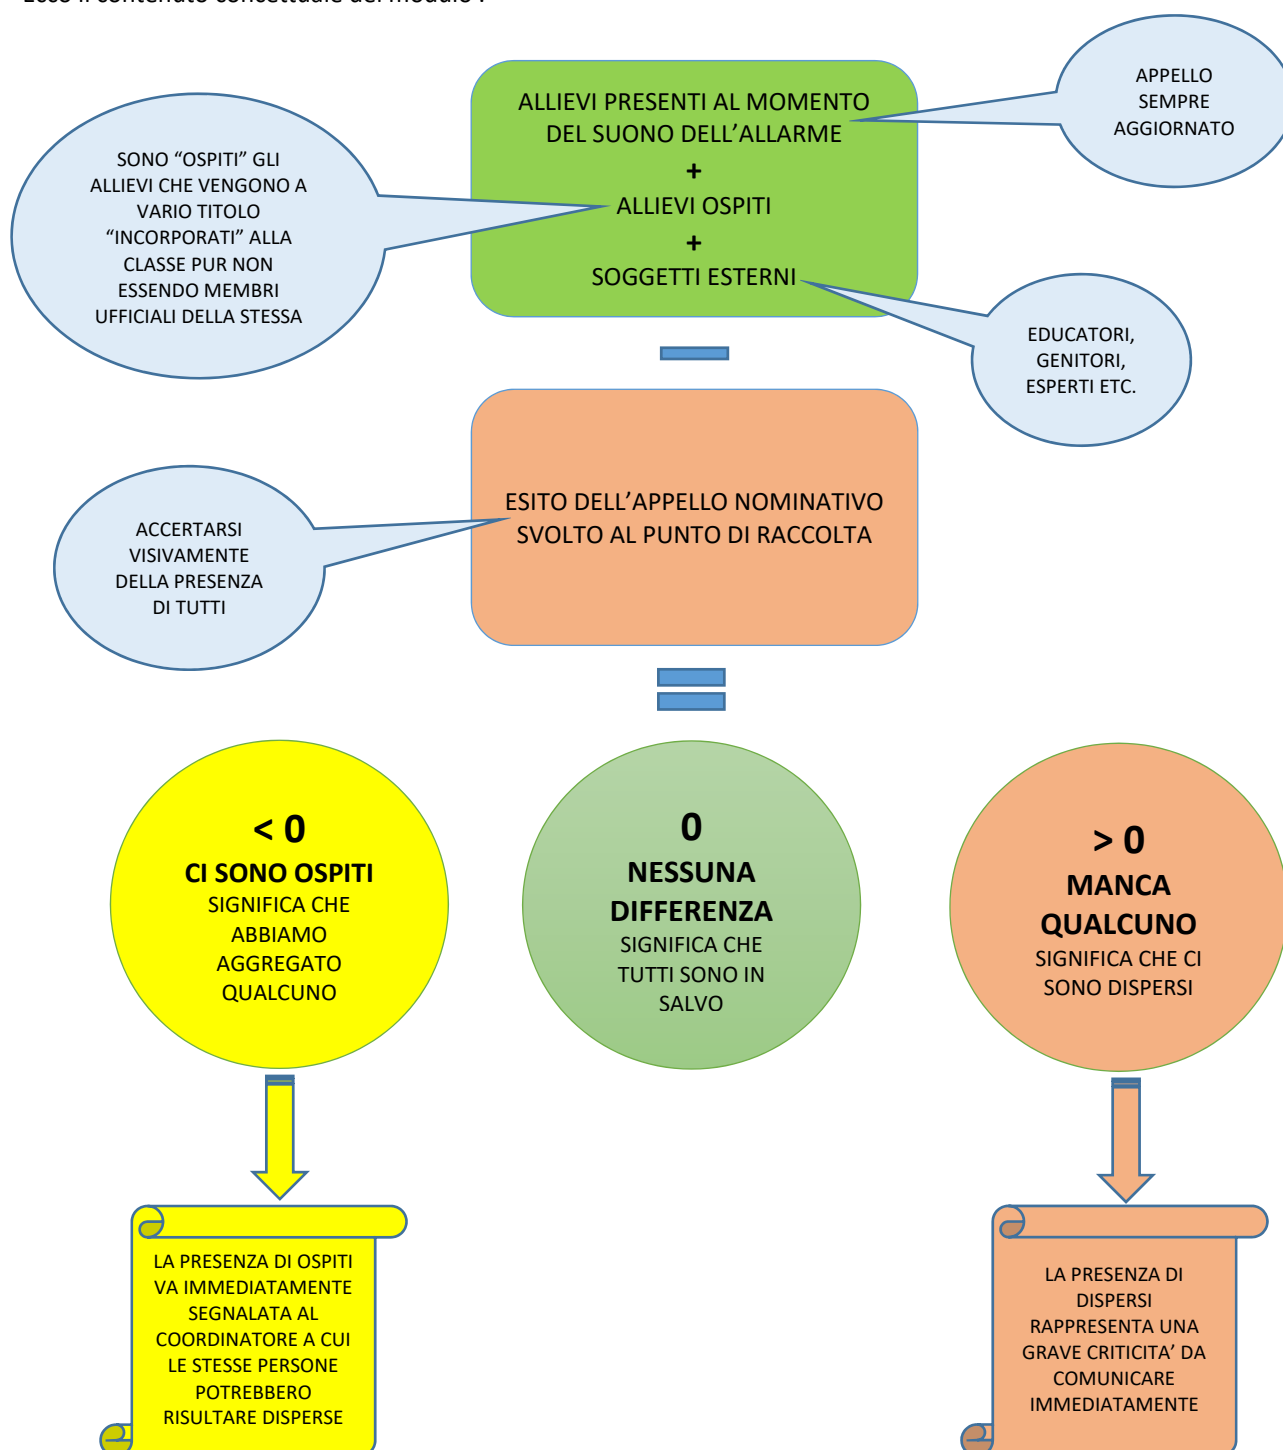 ALLIEVI PRESENTI AL MOMENTO
DEL SUONO DELL’ALLARME
+
ALLIEVI OSPITI
+
SOGGETTI ESTERNI
APPELLO
SEMPRE
AGGIORNATO
SONO “OSPITI” GLI
ALLIEVI CHE VENGONO A
VARIO TITOLO
“INCORPORATI” ALLA
CLASSE PUR NON
ESSENDO MEMBRI
UFFICIALI DELLA STESSA
EDUCATORI,
GENITORI,
ESPERTI ETC.
ESITO DELL’APPELLO NOMINATIVO
SVOLTO AL PUNTO DI RACCOLTA
ACCERTARSI
VISIVAMENTE
DELLA PRESENZA
DI TUTTI
< 0
CI SONO OSPITI
SIGNIFICA CHE
ABBIAMO
AGGREGATO
QUALCUNO
0
NESSUNA
DIFFERENZA
SIGNIFICA CHE
TUTTI SONO IN
SALVO
> 0
MANCA
QUALCUNO
SIGNIFICA CHE CI
SONO DISPERSI
LA PRESENZA DI OSPITI
VA IMMEDIATAMENTE
SEGNALATA AL
COORDINATORE A CUI
LE STESSE PERSONE
POTREBBERO
RISULTARE DISPERSE
LA PRESENZA DI
DISPERSI
RAPPRESENTA UNA
GRAVE CRITICITA’ DA
COMUNICARE
IMMEDIATAMENTE